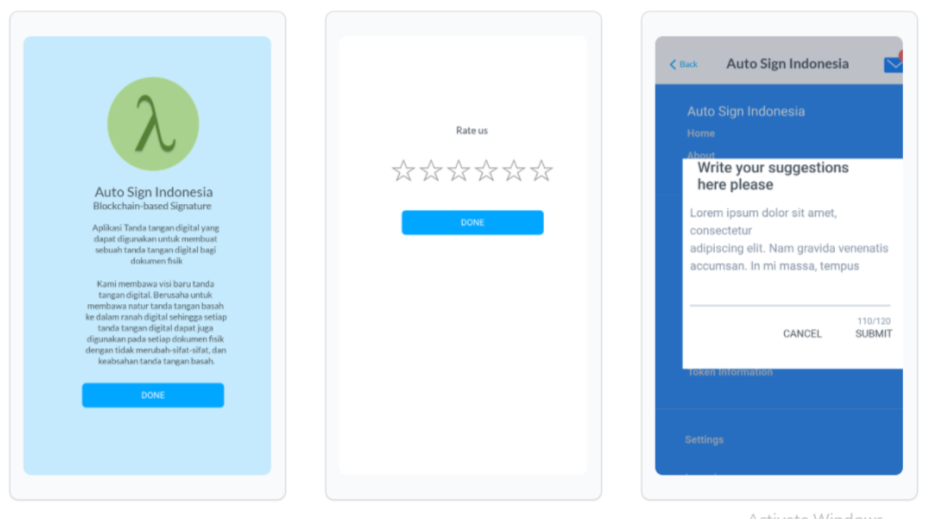 λ
Auto Sign Indonesia
Blockchain-based Signature
Aplikasi Tanda tangan digital yang
dapat digunakan untuk membuat
sebuah tanda tangan digital bagi
dokumen fisik
Kami membawa visi baru tanda
tangan digital. Berusaha untuk
membawa natur tanda tangan basah
ke dalam ranah digital sehingga setiap
tanda tangan digital dapat juga
digunakan pada setiap dokumen fisik
dengan tidak merubah-sifat-sifat, dan
keabsahan tanda tangan basah.
DONE
Rate us
DONE
Back
Auto Sign Indonesia
Auto Sign Indonesia
Home
About
Write your suggestions
here please
Lorem ipsum dolor sit amet,
consectetur
adipiscing elit. Nam gravida venenatis
accumsan. In mi massa, tempus
110/120
CANCEL SUBMIT
Token Information
Settings
Activate Windows